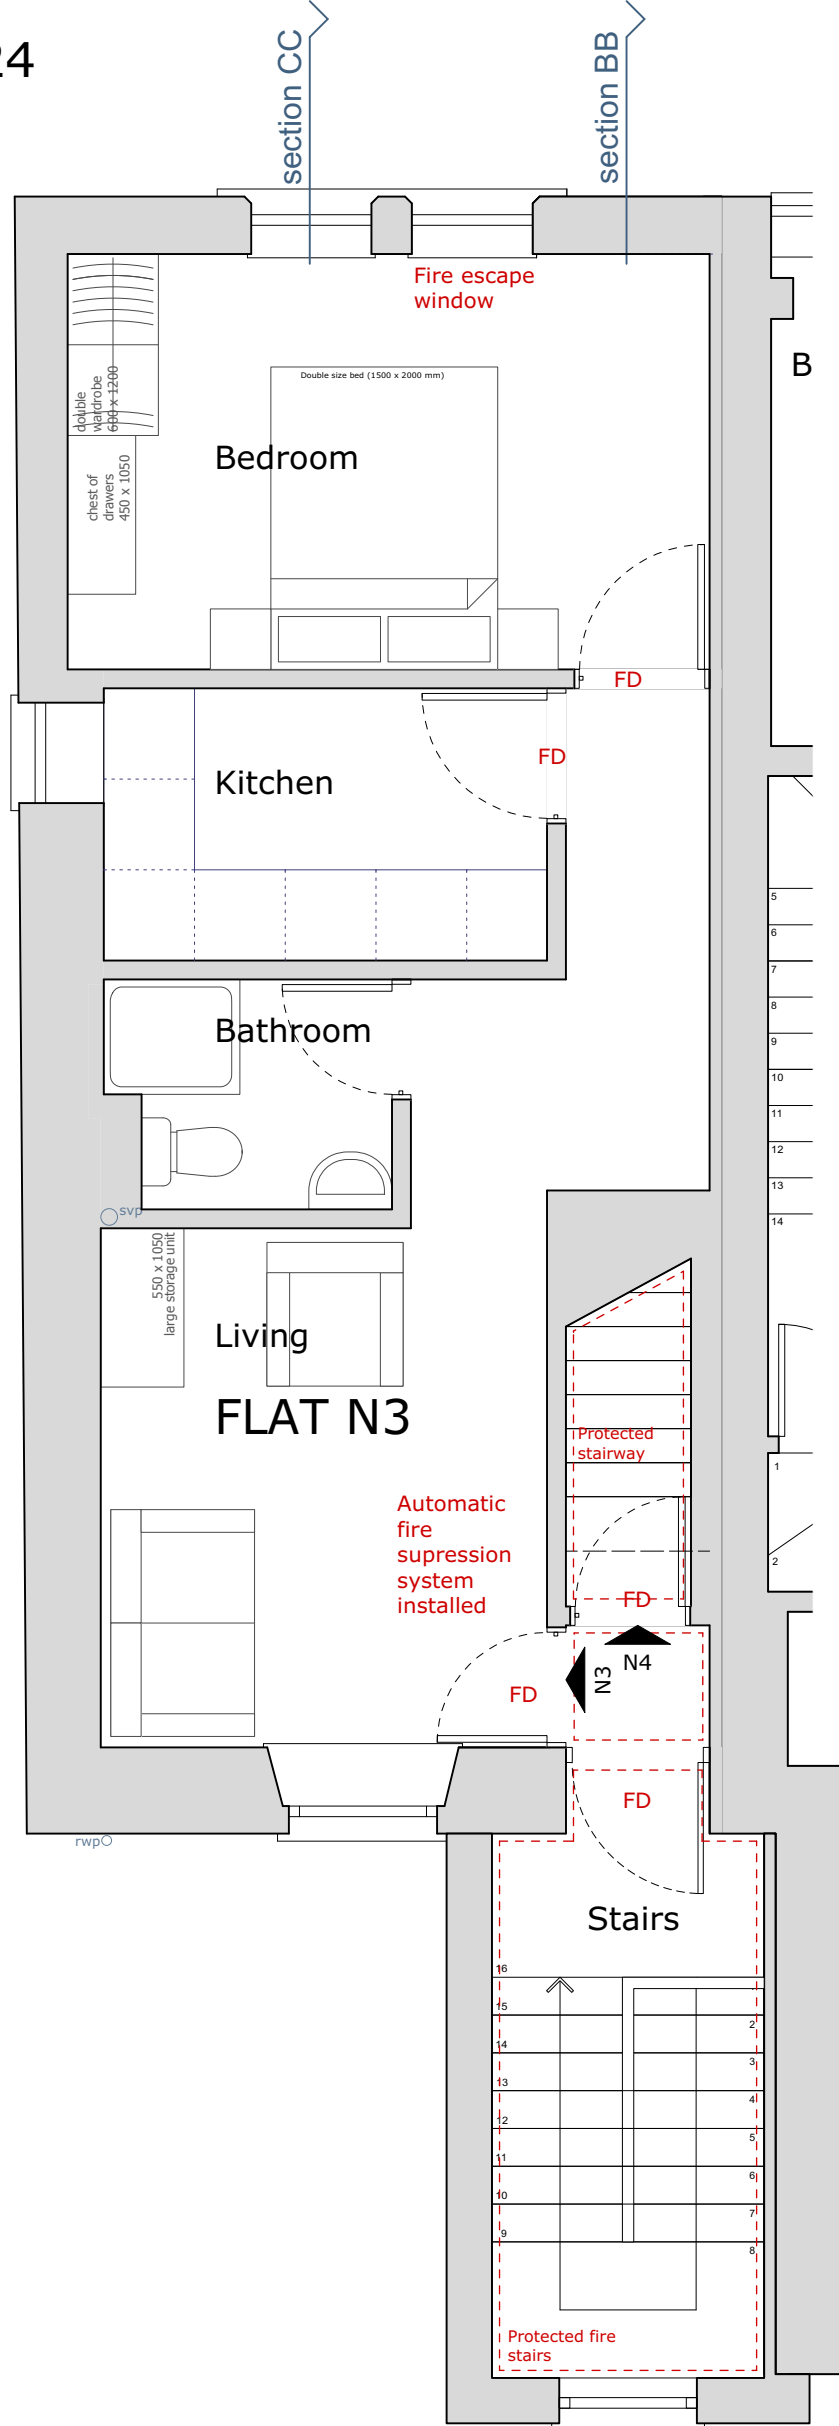 24
section CC
section BB
Fire escape
window
B
double
wardrobe
600 x 1200
Double size bed (1500 x 2000 mm)
Bedroom
chest of
drawers
450 x 1050
FD
FD
Kitchen
5
6
7
8
9
10
11
12
13
14
Bathroom
svp
550 x 1050
large storage unit
Living
FLAT N3
Protected
stairway
1
2
Automatic
fire
supression
system
installed
FD
N4
N3
FD
FD
rwp
Stairs
16
15
14
13
12
11
10
9
2
3
4
5
6
7
8
Protected fire
stairs